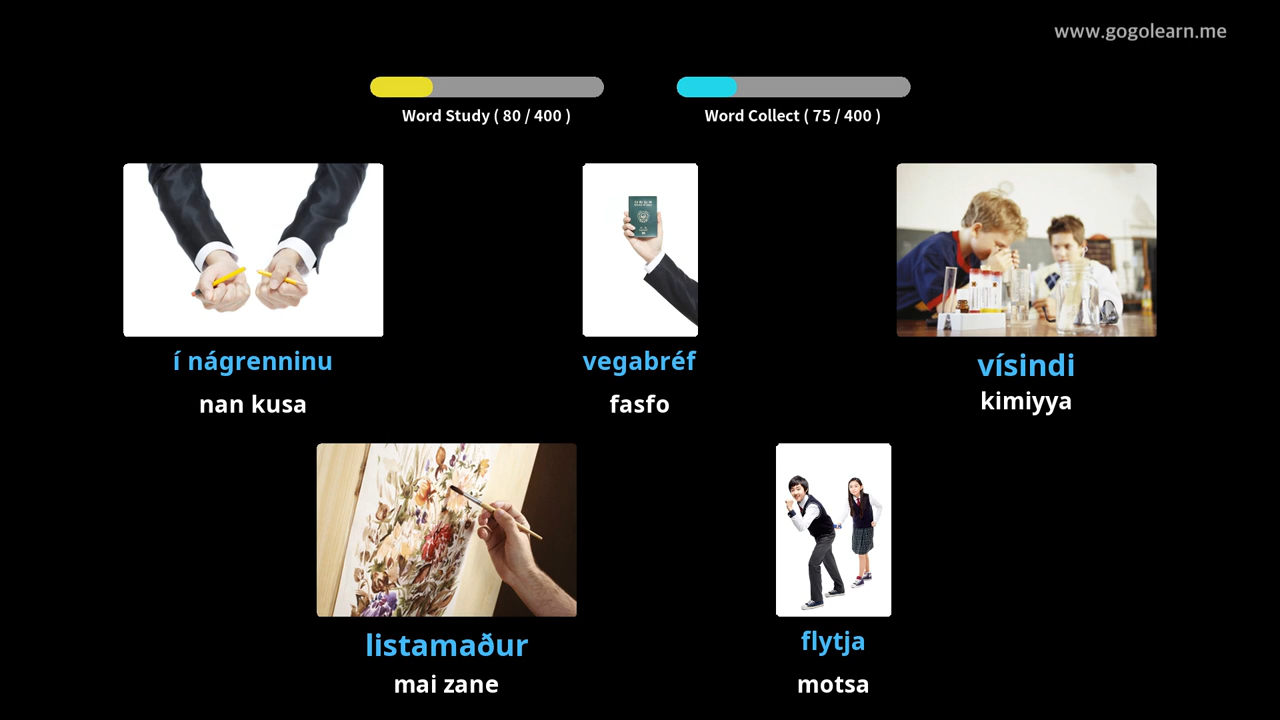 www.gogolearn.me
Word Study ( 80 / 400 )
Word Collect ( 75 / 400 )
í nágrenninu
nan kusa
vegabréf
fasfo
vísindi
kimiyya
listamaður
mai zane
flytja
motsa